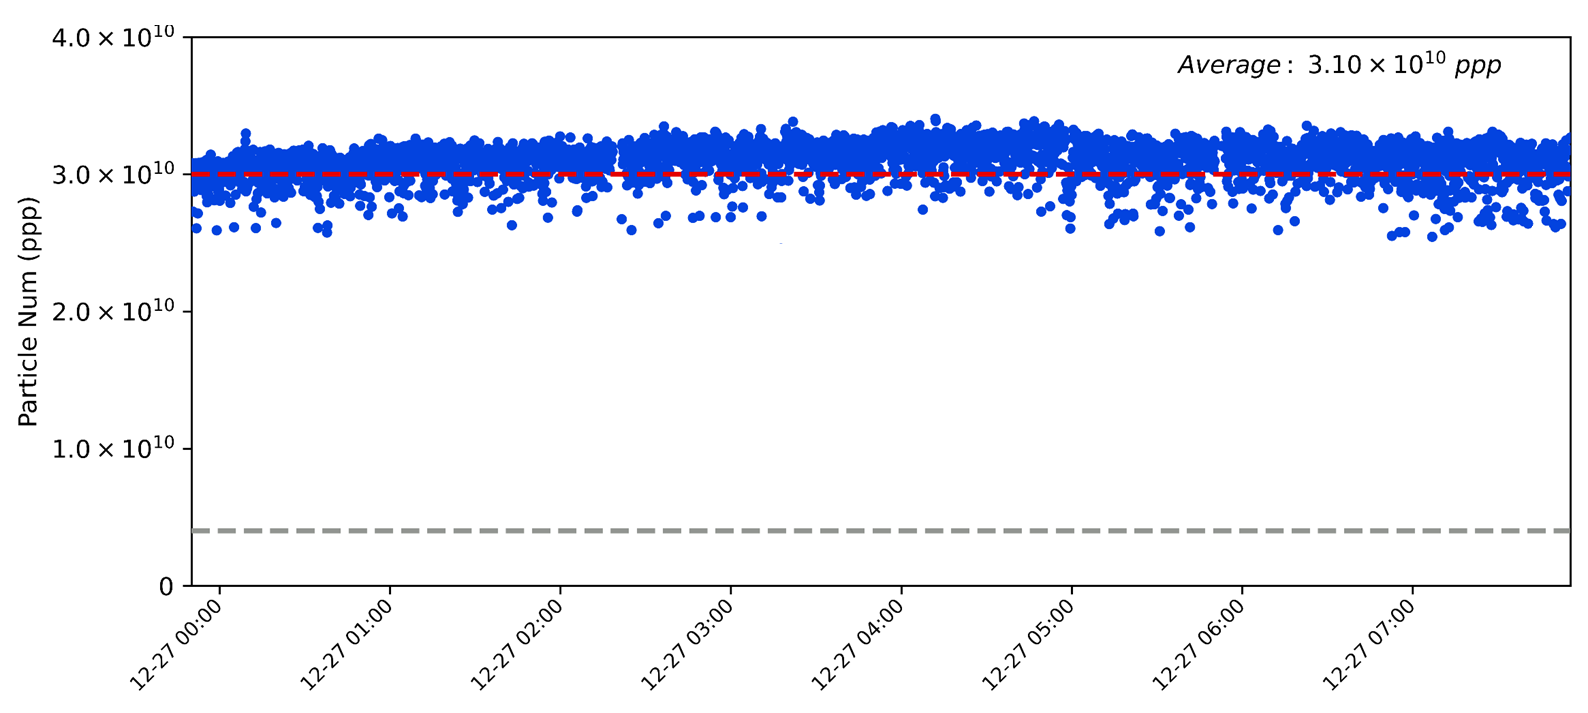 4.0 × 10¹⁰
Average: 3.10 × 10¹⁰ ppp
3.0 × 10¹⁰
2.0 × 10¹⁰
1.0 × 10¹⁰
0
Particle Num (ppp)
12-27 00:00
12-27 01:00
12-27 02:00
12-27 03:00
12-27 04:00
12-27 05:00
12-27 06:00
12-27 07:00